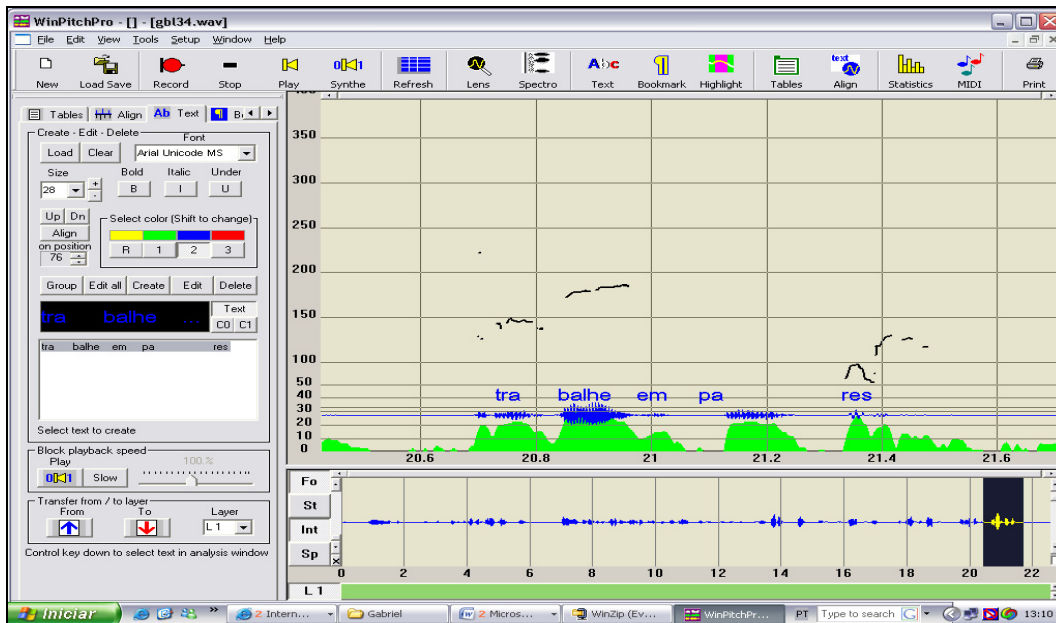 WinPitchPro - [] - [gbl34.wav]
File Edit View Tools Setup Window Help
New Load Save Record Stop Play Synthe Refresh Lens Spectro Text Bookmark Highlight Tables Align Statistics MIDI Print
Tables Align Ab Text
Create - Edit - Delete
Font
Load Clear Arial Unicode MS
Size Bold Italic Under
28 + - B I U
Up Dn Select color (Shift to change)
Align
on position R 1 2 3
76
Group Edit all Create Edit Delete
tra balhe ... Text
C0 C1
tra balhe em pa res
Select text to create
Block playback speed
Play 100.%
Slow
Transfer from / to layer
From To Layer
L 1
Control key down to select text in analysis window
350
300
250
200
150
100
50
40
30
20
10
0
tra balhe em pa res
20.6 20.8 21 21.2 21.4 21.6
Fo
St
Int
Sp
0 2 4 6 8 10 12 14 16 18 20 22
L 1
Iniciar » 2 Intern... Gabriel 2 Micros... WinZip (Ev... WinPitchPr... PT Type to search 13:10